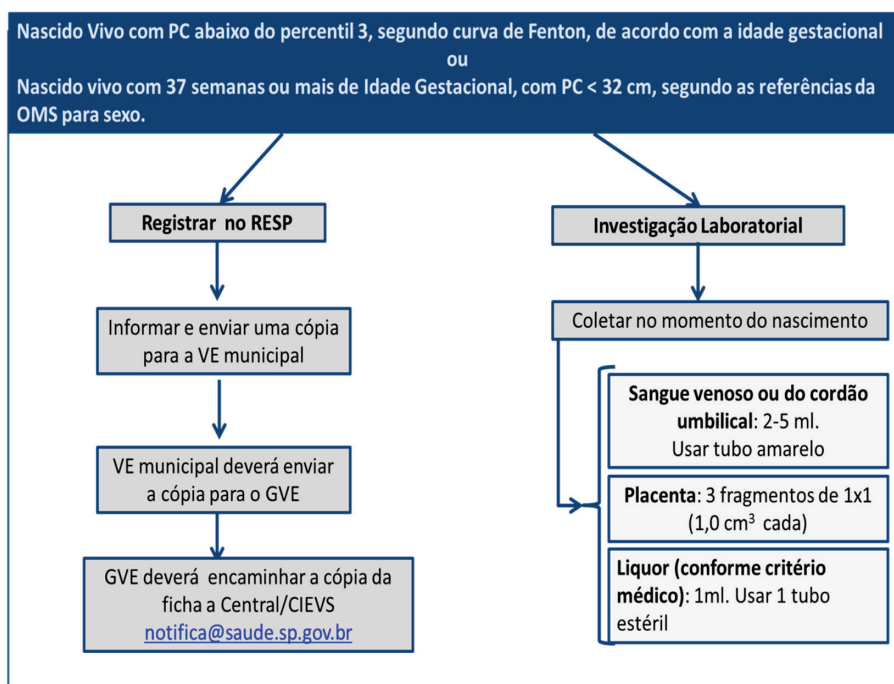 Nascido Vivo com PC abaixo do percentil 3, segundo curva de Fenton, de acordo com a idade gestacional
ou
Nascido vivo com 37 semanas ou mais de Idade Gestacional, com PC < 32 cm, segundo as referências da
OMS para sexo.
Registrar no RESP
Informar e enviar uma cópia
para a VE municipal
VE municipal deverá enviar
a cópia para o GVE
GVE deverá encaminhar a cópia da
ficha a Central/CIEVS
notifica@saude.sp.gov.br
Investigação Laboratorial
Coletar no momento do nascimento
Sangue venoso ou do cordão
umbilical: 2-5 ml.
Usar tubo amarelo
Placenta: 3 fragmentos de 1x1
(1,0 cm³ cada)
Liquor (conforme critério
médico): 1ml. Usar 1 tubo
estéril